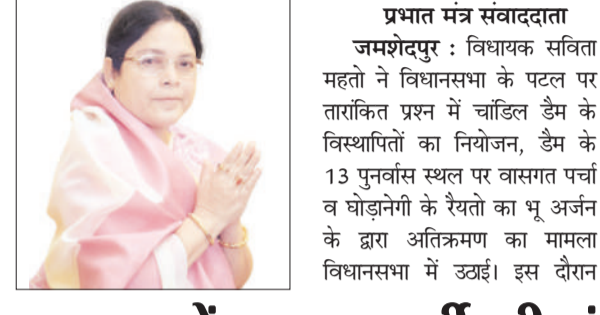 प्रभात मंत्र संवाददाता
जमशेदपुर : विधायक सविता
महतो ने विधानसभा के पटल पर
तारांकित प्रश्न में चांडिल डैम के
विस्थापितों का नियोजन, डैम के
13 पुनर्वास स्थल पर वासगत पर्चा
व घोड़ानेगी के रैयतो का भू अर्जन
के द्वारा अतिक्रमण का मामला
विधानसभा में उठाई। इस दौरान